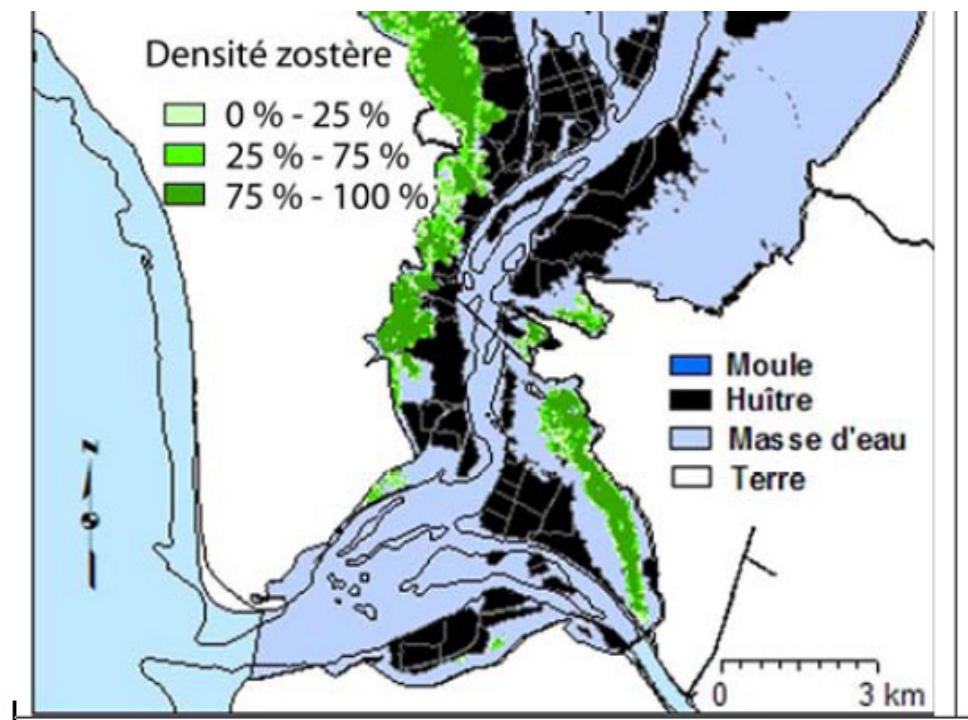 Densité zostère
0 % - 25 %
25 % - 75 %
75 % - 100 %
Moule
Huître
Masse d'eau
Terre
N
0 3 km